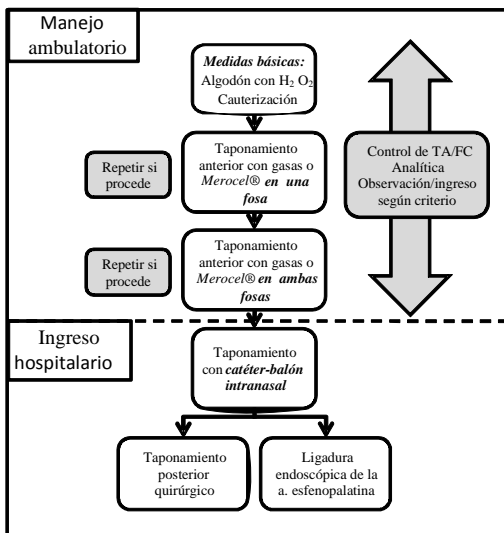 Manejo
ambulatorio
Medidas básicas:
Algodón con H2 O2
Cauterización
Repetir si
procede
Taponamiento
anterior con gasas o
Merocel® en una
fosa
Control de TA/FC
Analítica
Observación/ingreso
según criterio
Repetir si
procede
Taponamiento
anterior con gasas o
Merocel® en ambas
fosas
Ingreso
hospitalario
Taponamiento
con catéter-balón
intranasal
Taponamiento
posterior
quirúrgico
Ligadura
endoscópica de la
a. esfenopalatina